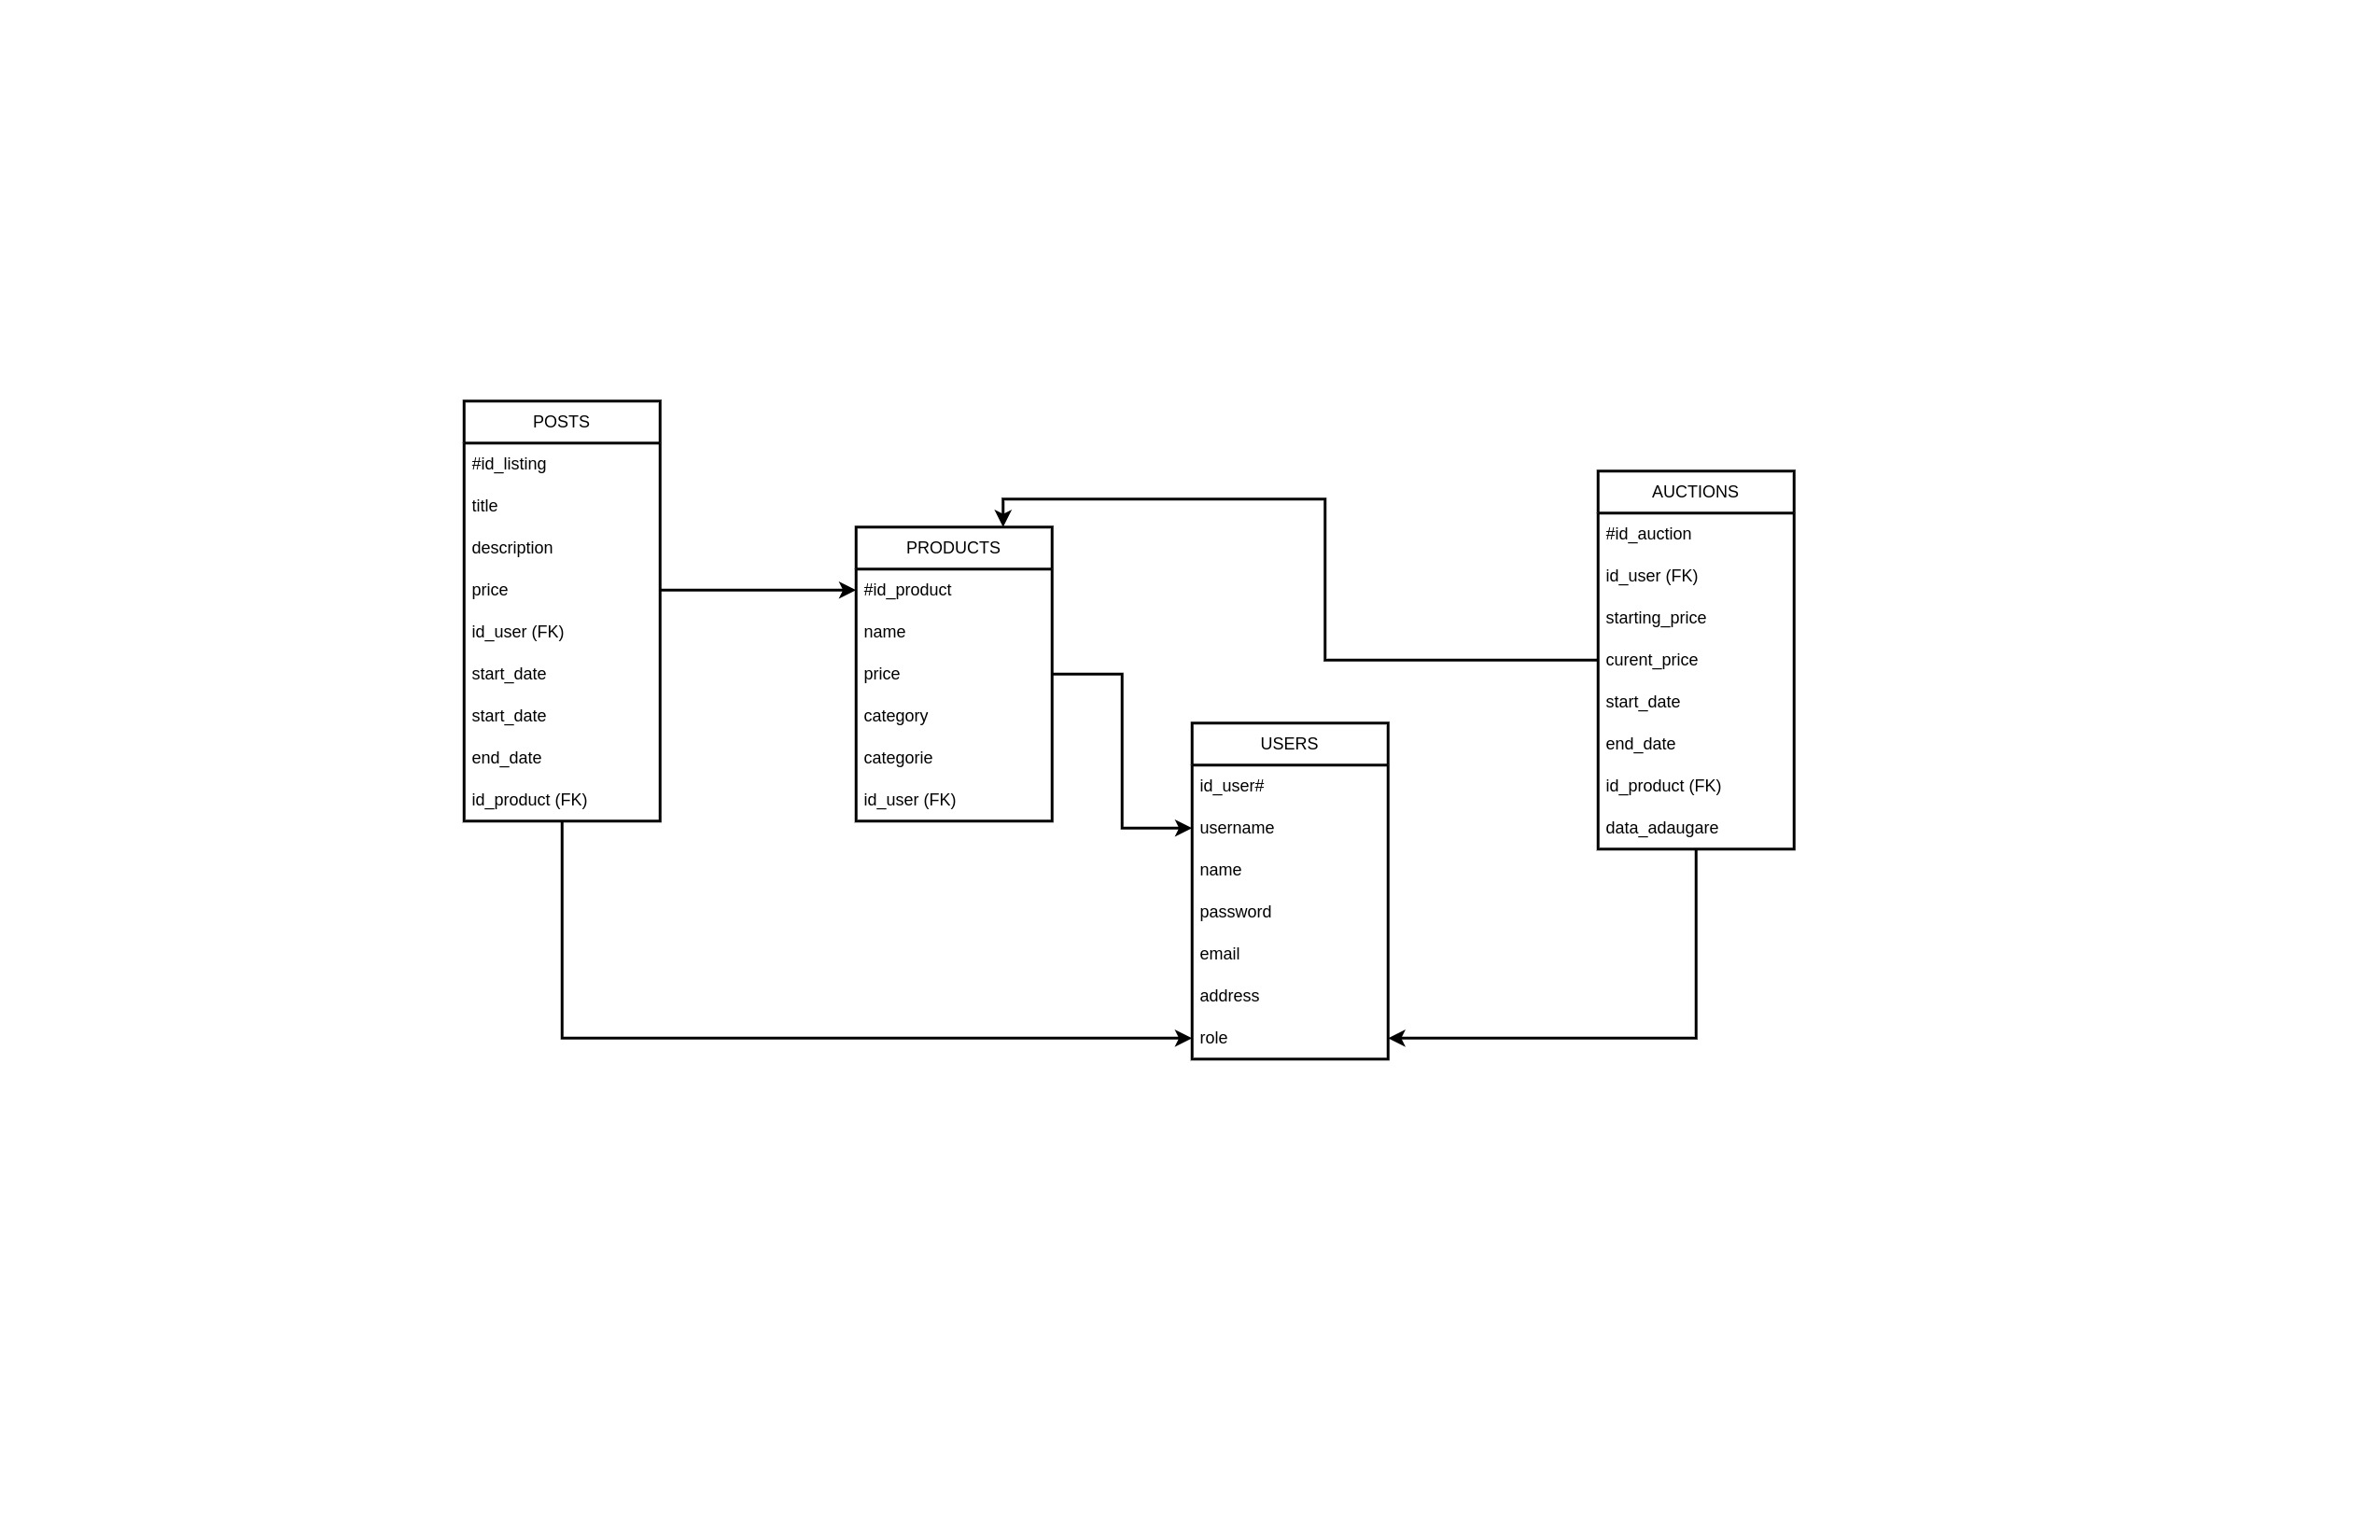 POSTS
#id_listing
title
description
price
id_user (FK)
start_date
start_date
end_date
id_product (FK)
PRODUCTS
#id_product
name
price
category
categorie
id_user (FK)
USERS
id_user#
username
name
password
email
address
role
AUCTIONS
#id_auction
id_user (FK)
starting_price
curent_price
start_date
end_date
id_product (FK)
data_adaugare